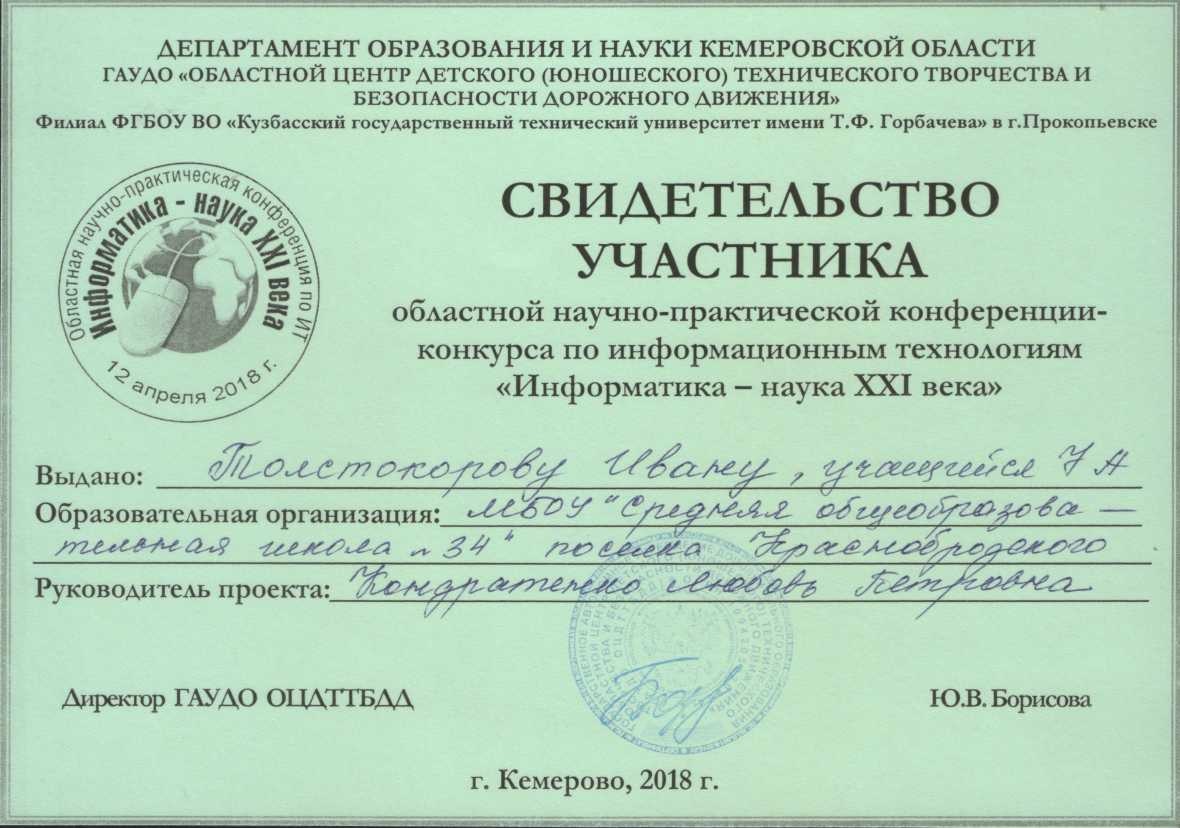 ДЕПАРТАМЕНТ ОБРАЗОВАНИЯ И НАУКИ КЕМЕРОВСКОЙ ОБЛАСТИ
ГАУДО «ОБЛАСТНОЙ ЦЕНТР ДЕТСКОГО (ЮНОШЕСКОГО) ТЕХНИЧЕСКОГО ТВОРЧЕСТВА И
БЕЗОПАСНОСТИ ДОРОЖНОГО ДВИЖЕНИЯ»
Филиал ФГБОУ ВО «Кузбасский государственный технический университет имени Т.Ф. Горбачева» в г.Прокопьевске
Областная научно-практическая конференция по ИТ
Информатика - наука XXI века
12 апреля 2018 г.
СВИДЕТЕЛЬСТВО
УЧАСТНИКА
областной научно-практической конференции-
конкурса по информационным технологиям
«Информатика – наука XXI века»
Выдано: Толстокорову Ивану, учащийся 7 А
Образовательная организация: МБОУ "Средняя общеобразова –
тельная школа № 34" поселка Краснобродского
Руководитель проекта: Кондратенко Любовь Петровна
Директор ГАУДО ОЦДТТБДД
Ю.В. Борисова
г. Кемерово, 2018 г.